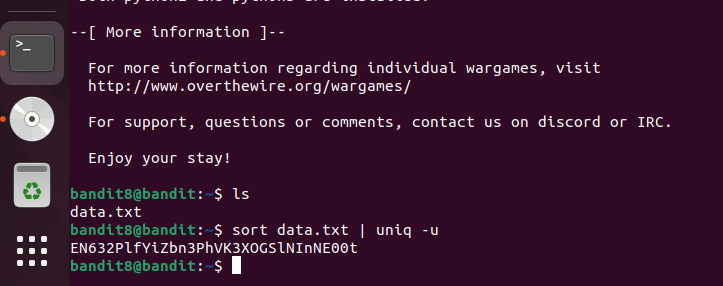 --[ More information ]--
For more information regarding individual wargames, visit
http://www.overthewire.org/wargames/
For support, questions or comments, contact us on discord or IRC.
Enjoy your stay!
bandit8@bandit:~$ ls
data.txt
bandit8@bandit:~$ sort data.txt | uniq -u
EN632PlfYiZbn3PhVK3XOGSlNInNE00t
bandit8@bandit:~$